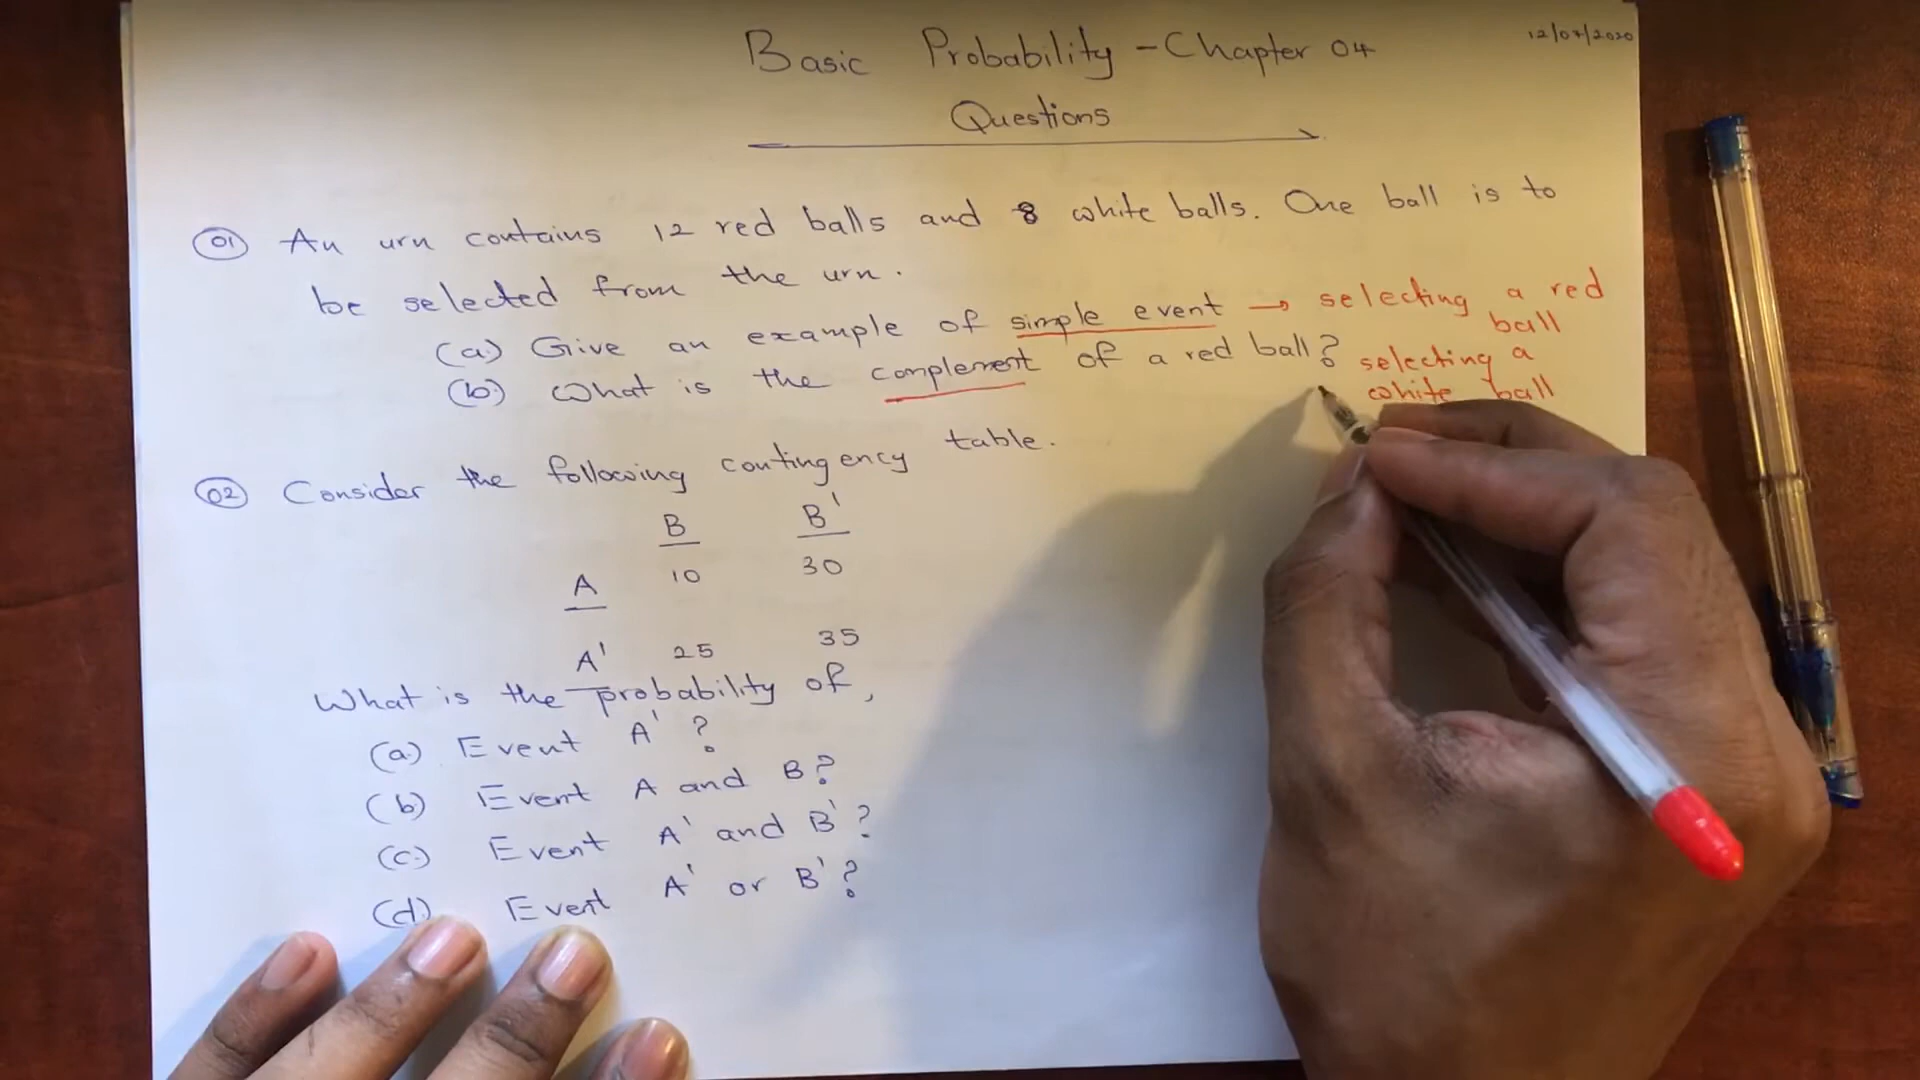 Basic Probability - Chapter 04
12/07/2020
Questions
01 An urn contains 12 red balls and 8 white balls. One ball is to
be selected from the urn.
(a.) Give an example of simple event → selecting a red
ball
(b.) What is the complement of a red ball? selecting a
white ball
02 Consider the following contingency table.
B B'
A 10 30
A' 25 35
What is the probability of,
(a.) Event A' ?
(b) Event A and B?
(c.) Event A' and B'?
(d.) Event A' or B'?